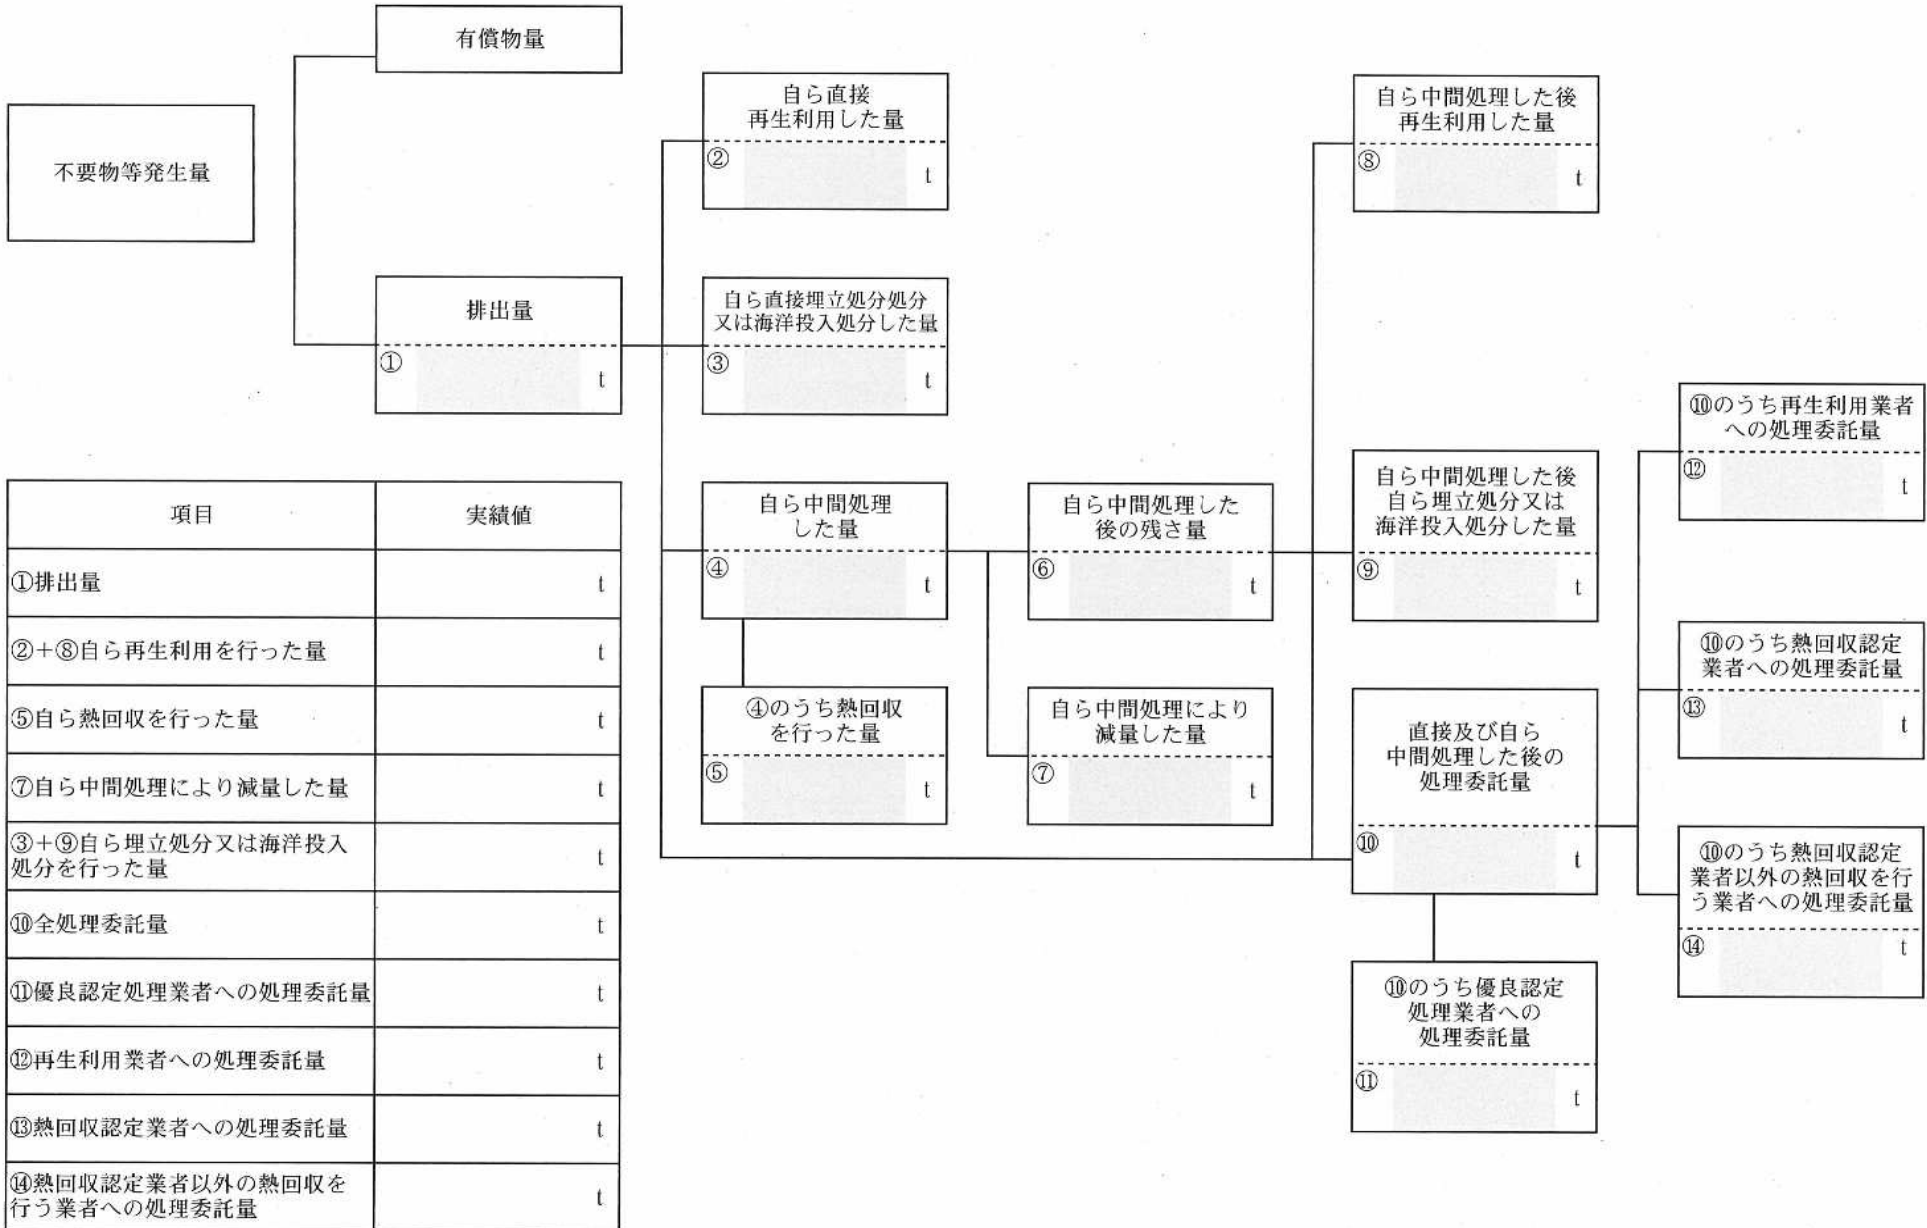 有償物量
不要物等発生量
排出量
①
t
自ら直接
再生利用した量
②
t
自ら直接埋立処分処分
又は海洋投入処分した量
③
t
自ら中間処理
した量
④
t
④のうち熱回収
を行った量
⑤
t
自ら中間処理した
後の残さ量
⑥
t
自ら中間処理により
減量した量
⑦
t
自ら中間処理した後
再生利用した量
⑧
t
自ら中間処理した後
自ら埋立処分又は
海洋投入処分した量
⑨
t
直接及び自ら
中間処理した後の
処理委託量
⑩
t
⑩のうち優良認定
処理業者への
処理委託量
⑪
t
⑩のうち再生利用業者
への処理委託量
⑫
t
⑩のうち熱回収認定
業者への処理委託量
⑬
t
⑩のうち熱回収認定
業者以外の熱回収を行
う業者への処理委託量
⑭
t
項目 実績値
①排出量 t
②+⑧自ら再生利用を行った量 t
⑤自ら熱回収を行った量 t
⑦自ら中間処理により減量した量 t
③+⑨自ら埋立処分又は海洋投入
処分を行った量 t
⑩全処理委託量 t
⑪優良認定処理業者への処理委託量 t
⑫再生利用業者への処理委託量 t
⑬熱回収認定業者への処理委託量 t
⑭熱回収認定業者以外の熱回収を
行う業者への処理委託量 t